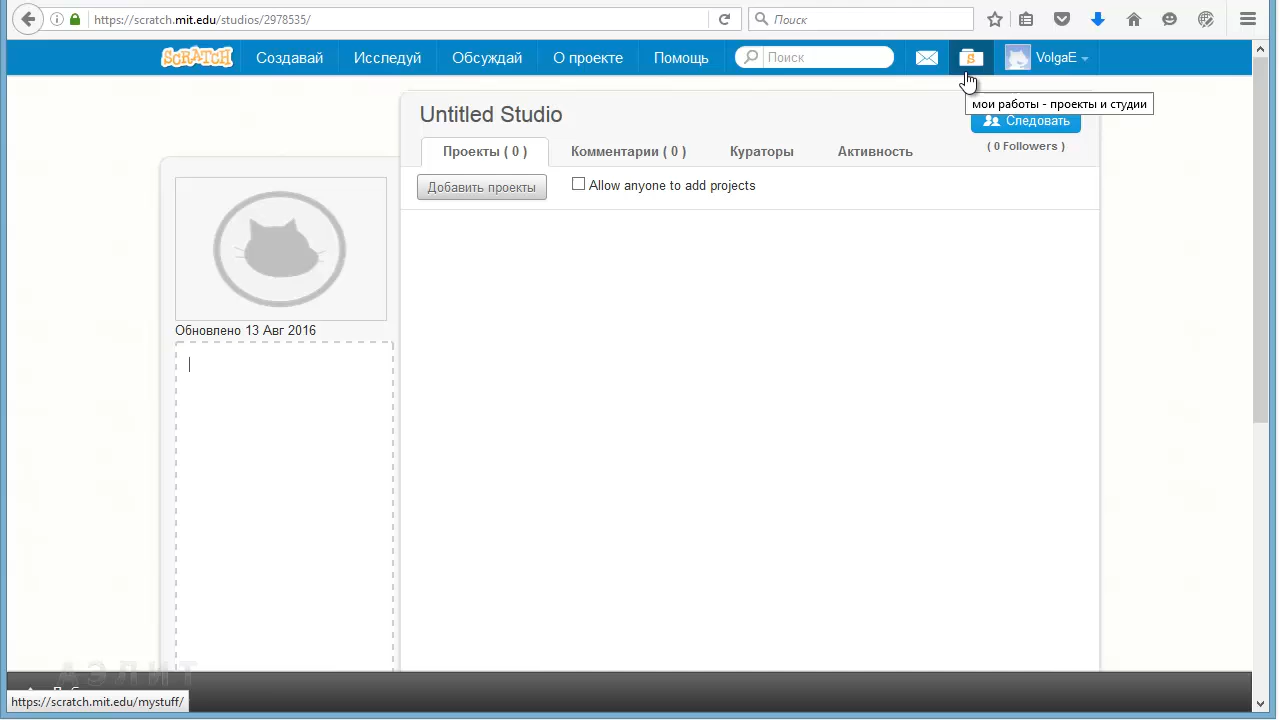 https://scratch.mit.edu/studios/2978535/
Поиск
SCRATCH
Создавай
Исследуй
Обсуждай
О проекте
Помощь
Поиск
S
VolgaE
мои работы - проекты и студии
Untitled Studio
Следовать
( 0 Followers )
Проекты ( 0 )
Комментарии ( 0 )
Кураторы
Активность
Добавить проекты
Allow anyone to add projects
Обновлено 13 Авг 2016
АЭЛИТ
https://scratch.mit.edu/mystuff/